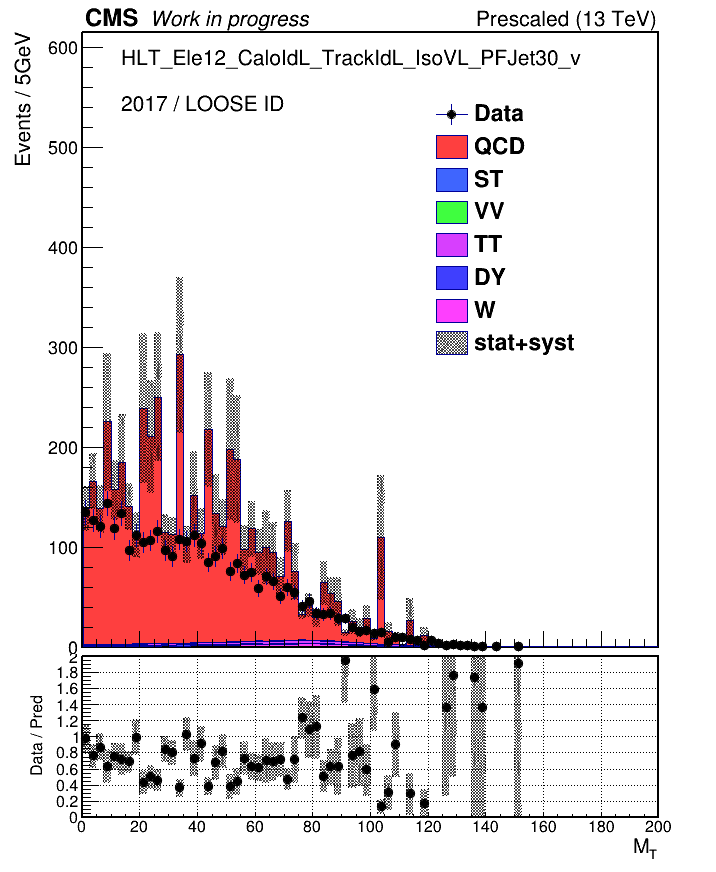 CMS Work in progress Prescaled (13 TeV)
HLT_Ele12_CaloIdL_TrackIdL_IsoVL_PFJet30_v
2017 / LOOSE ID
Events / 5GeV
600
500
400
300
200
100
0
Data
QCD
ST
VV
TT
DY
W
stat+syst
Data / Pred
2
1.8
1.6
1.4
1.2
1
0.8
0.6
0.4
0.2
0
0 20 40 60 80 100 120 140 160 180 200
M_T